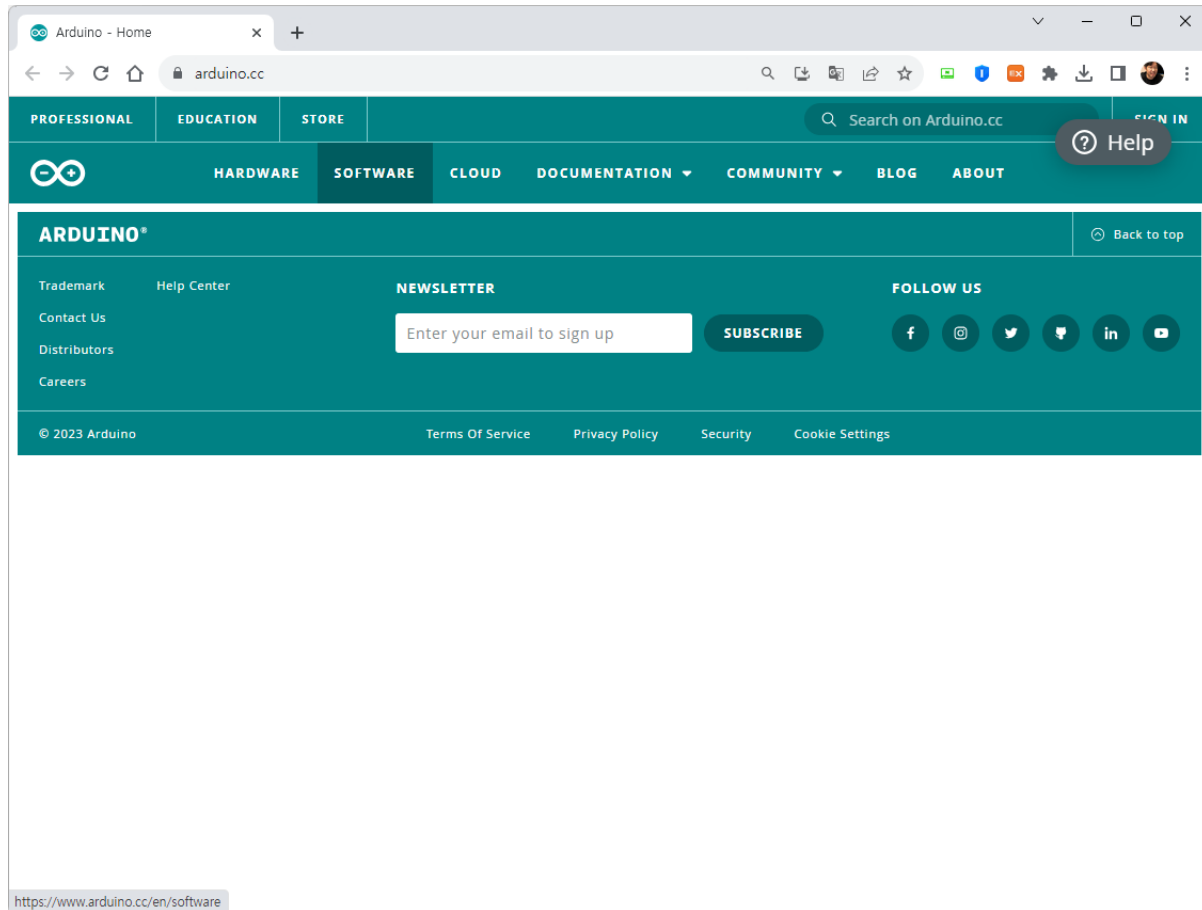 Arduino - Home
arduino.cc
PROFESSIONAL EDUCATION STORE Search on Arduino.cc SIGN IN
Help
HARDWARE SOFTWARE CLOUD DOCUMENTATION COMMUNITY BLOG ABOUT
ARDUINO® Back to top
Trademark Help Center NEWSLETTER FOLLOW US
Contact Us
Enter your email to sign up SUBSCRIBE
Distributors
Careers
© 2023 Arduino Terms Of Service Privacy Policy Security Cookie Settings
https://www.arduino.cc/en/software